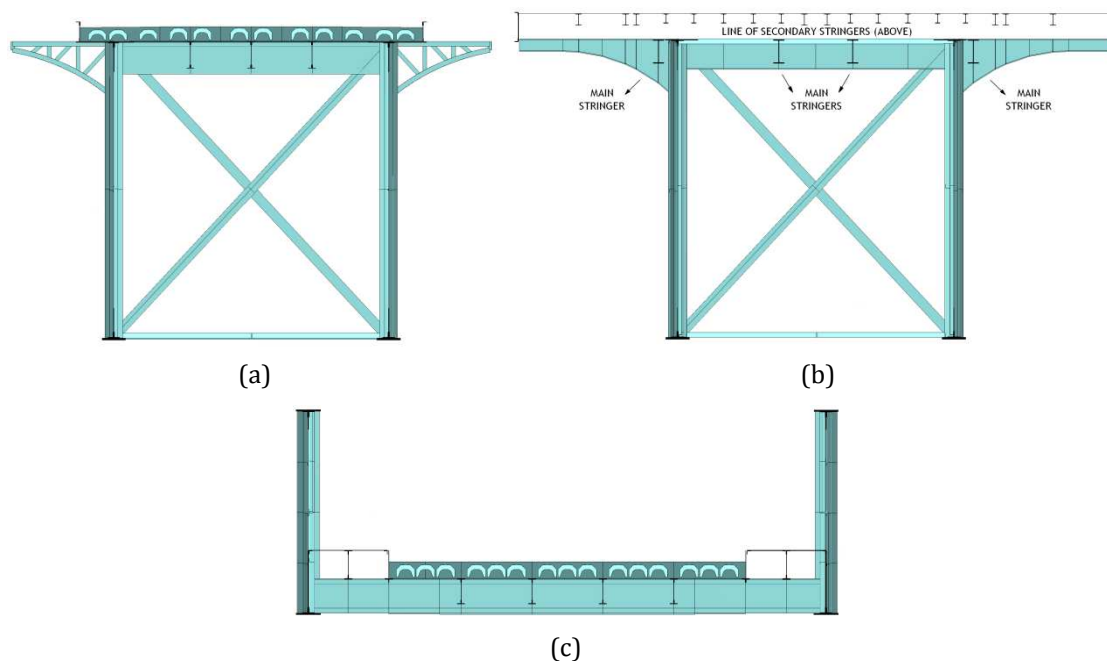 LINE OF SECONDARY STRINGERS (ABOVE)
MAIN
STRINGER
MAIN
STRINGERS
MAIN
STRINGER
(a)
(b)
(c)